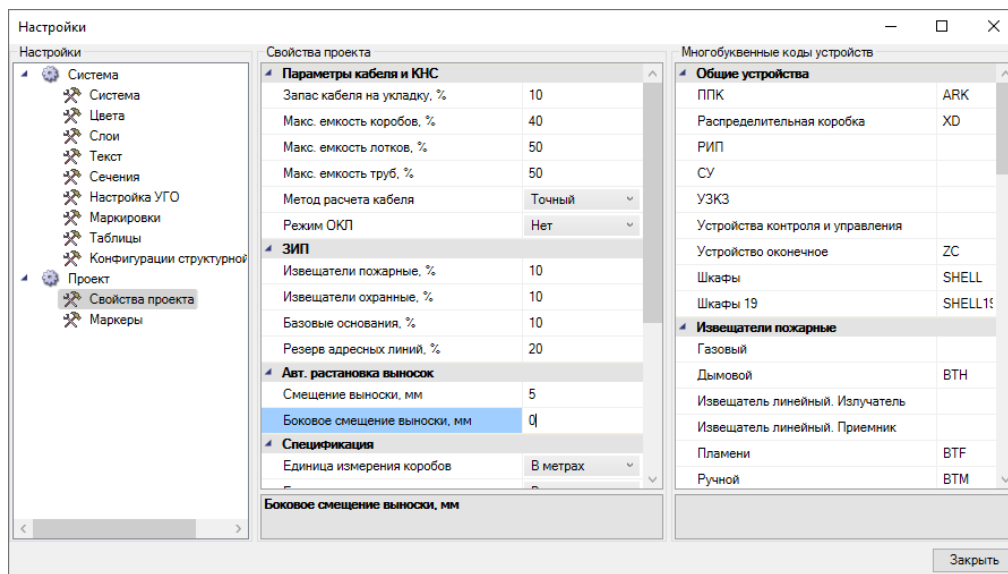 Настройки
Настройки
Система
Система
Цвета
Слои
Текст
Сечения
Настройка УГО
Маркировки
Таблицы
Конфигурации структурной
Проект
Свойства проекта
Маркеры
Свойства проекта
Параметры кабеля и КНС
Запас кабеля на укладку, % 10
Макс. емкость коробов, % 40
Макс. емкость лотков, % 50
Макс. емкость труб, % 50
Метод расчета кабеля Точный
Режим ОКП Нет
ЗИП
Извещатели пожарные, % 10
Извещатели охранные, % 10
Базовые основания, % 10
Резерв адресных линий, % 20
Авт. растановка выносок
Смещение выноски, мм 5
Боковое смещение выноски, мм 0
Спецификация
Единица измерения коробов В метрах
Боковое смещение выноски, мм
Многобуквенные коды устройств
Общие устройства
ППК ARK
Распределительная коробка XD
РИП
СУ
УЗКЗ
Устройства контроля и управления
Устройство оконечное ZC
Шкафы SHELL
Шкафы 19 SHELL19
Извещатели пожарные
Газовый
Дымовой BTH
Извещатель линейный. Излучатель
Извещатель линейный. Приемник
Пламени BTF
Ручной BTM
Закрыть